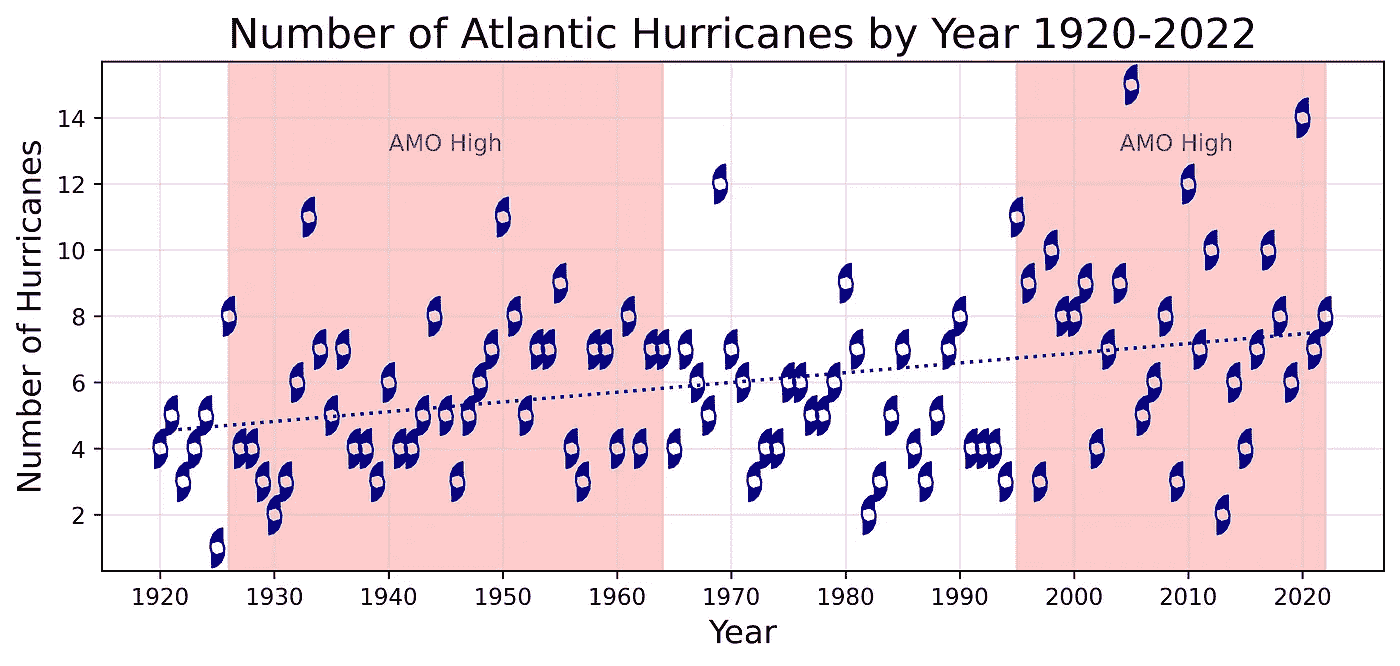 Number of Atlantic Hurricanes by Year 1920-2022
Number of Hurricanes
14
12
10
8
6
4
2
AMO High
AMO High
1920 1930 1940 1950 1960 1970 1980 1990 2000 2010 2020
Year